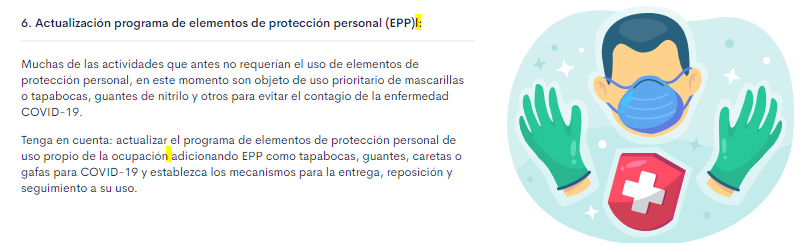 6. Actualización programa de elementos de protección personal (EPP)l:
Muchas de las actividades que antes no requerían el uso de elementos de
protección personal, en este momento son objeto de uso prioritario de mascarillas
o tapabocas, guantes de nitrilo y otros para evitar el contagio de la enfermedad
COVID-19.
Tenga en cuenta: actualizar el programa de elementos de protección personal de
uso propio de la ocupación adicionando EPP como tapabocas, guantes, caretas o
gafas para COVID-19 y establezca los mecanismos para la entrega, reposición y
seguimiento a su uso.